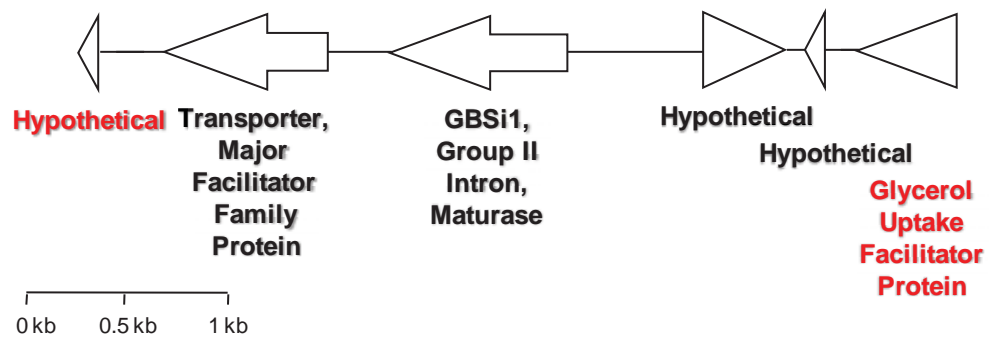 Hypothetical
Transporter,
Major
Facilitator
Family
Protein
GBSi1,
Group II
Intron,
Maturase
Hypothetical
Hypothetical
Glycerol
Uptake
Facilitator
Protein
0 kb 0.5 kb 1 kb